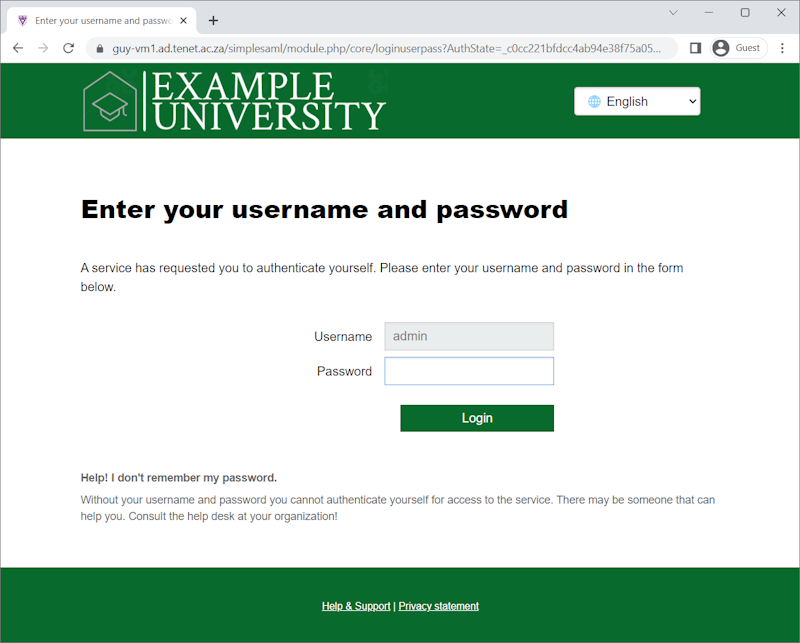 Enter your username and passwo
guy-vm1.ad.tenet.ac.za/simplesaml/module.php/core/loginuserpass?AuthState=_c0cc221bfdcc4ab94e38f75a05...
Guest
EXAMPLE
UNIVERSITY
English
Enter your username and password
A service has requested you to authenticate yourself. Please enter your username and password in the form
below.
Username admin
Password
Login
Help! I don't remember my password.
Without your username and password you cannot authenticate yourself for access to the service. There may be someone that can
help you. Consult the help desk at your organization!
Help & Support | Privacy statement